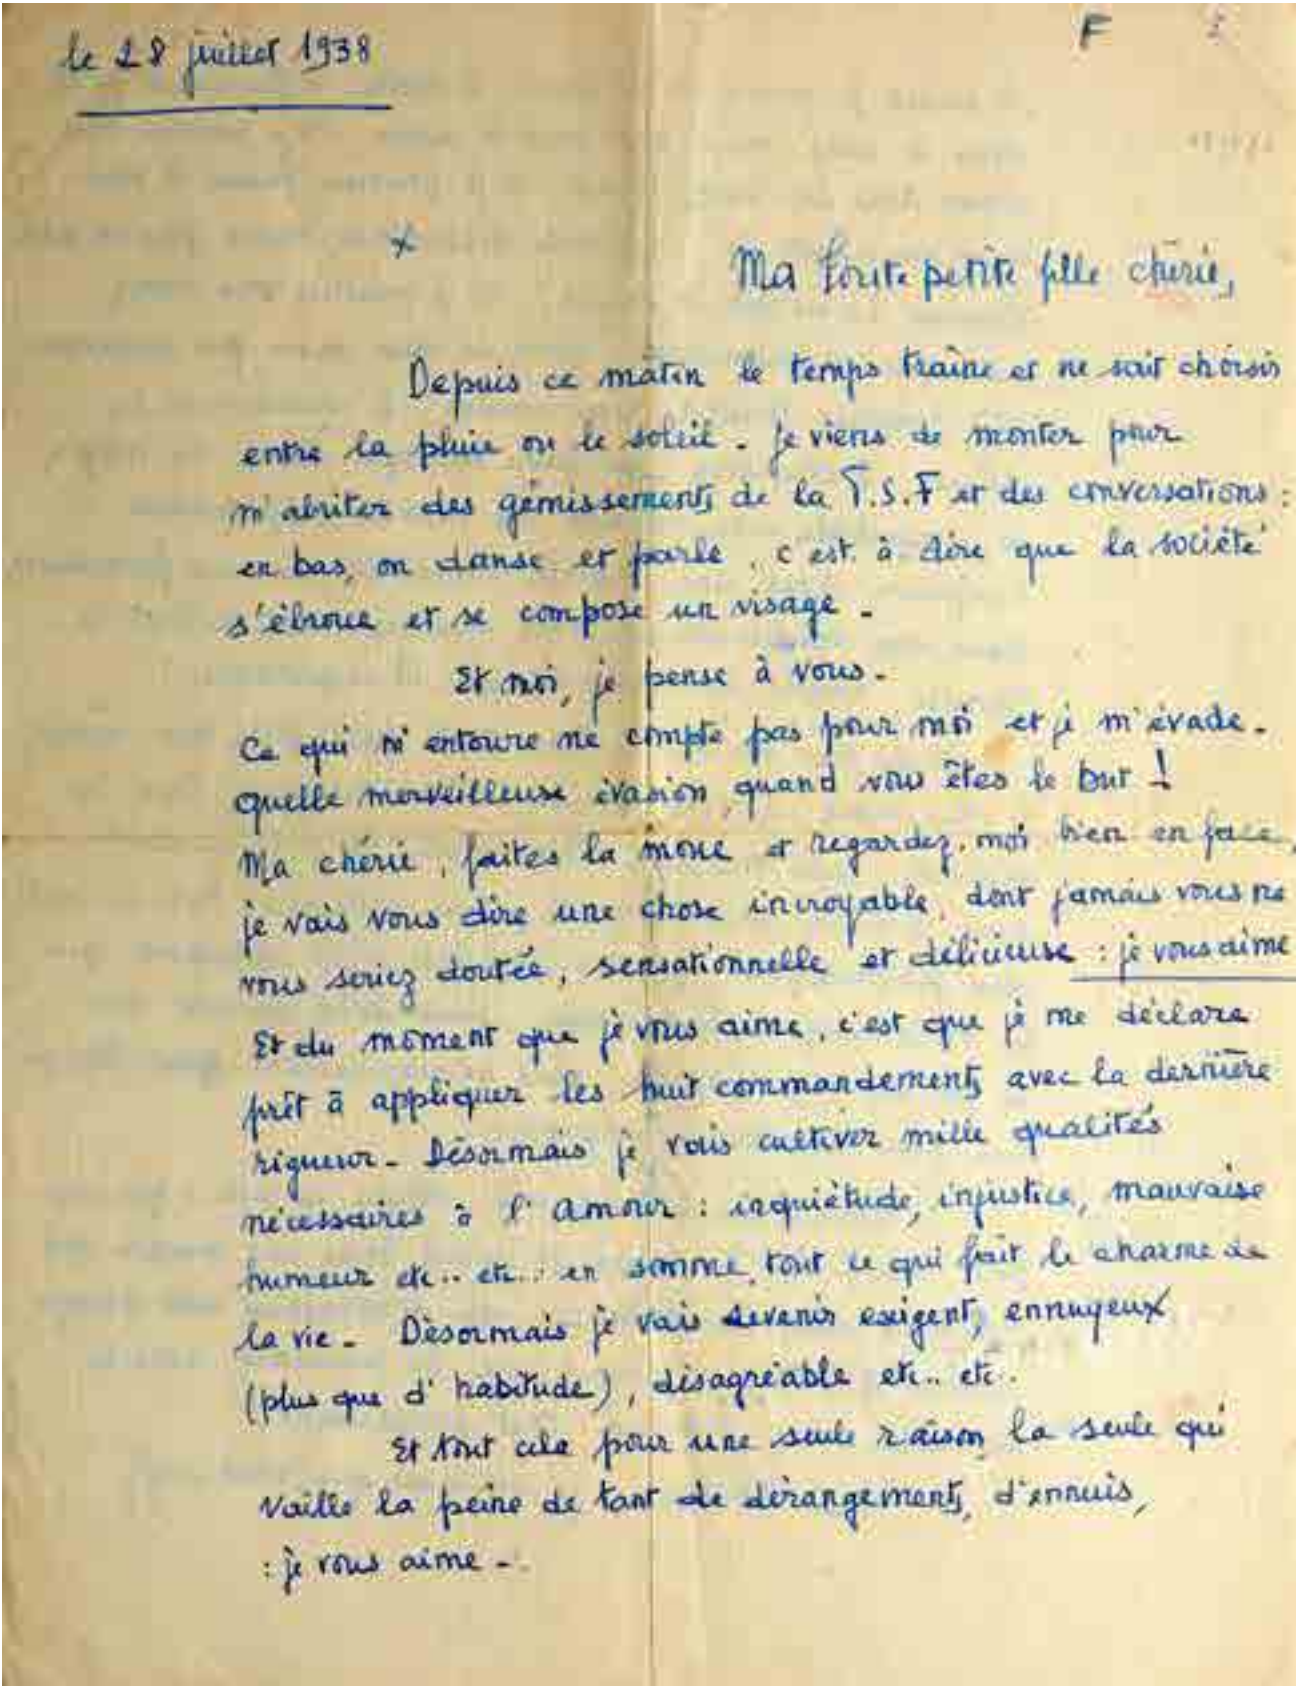 le 28 juillet 1938
F
x
Ma toute petite fille chérie,
Depuis ce matin le temps traîne et ne sait choisir
entre la pluie ou le soleil. je viens de monter pour
m'abriter des gémissements de la T.S.F et des conversations :
en bas, on danse et parle, c'est à dire que la société
s'ébroue et se compose un visage -
Et moi, je pense à vous -
Ce qui m'entoure ne compte pas pour moi et je m'évade -
quelle merveilleuse évasion, quand vous êtes le but !
Ma chérie, faites la moue et regardez-moi bien en face,
je vais vous dire une chose incroyable, dont jamais vous ne
vous seriez doutée, sensationnelle et délicieuse : je vous aime
Et du moment que je vous aime, c'est que je me déclare
prêt à appliquer les huit commandements avec la dernière
rigueur - Désormais je vais cultiver mille qualités
nécessaires à l'amour : inquiétude, injustice, mauvaise
humeur etc.. etc... en somme, tout ce qui fait le charme de
la vie - Désormais je vais devenir exigent, ennuyeux
(plus que d'habitude), désagréable etc.. etc.
Et tout cela pour une seule raison, la seule qui
vaille la peine de tant de dérangements, d'ennuis,
: je vous aime -